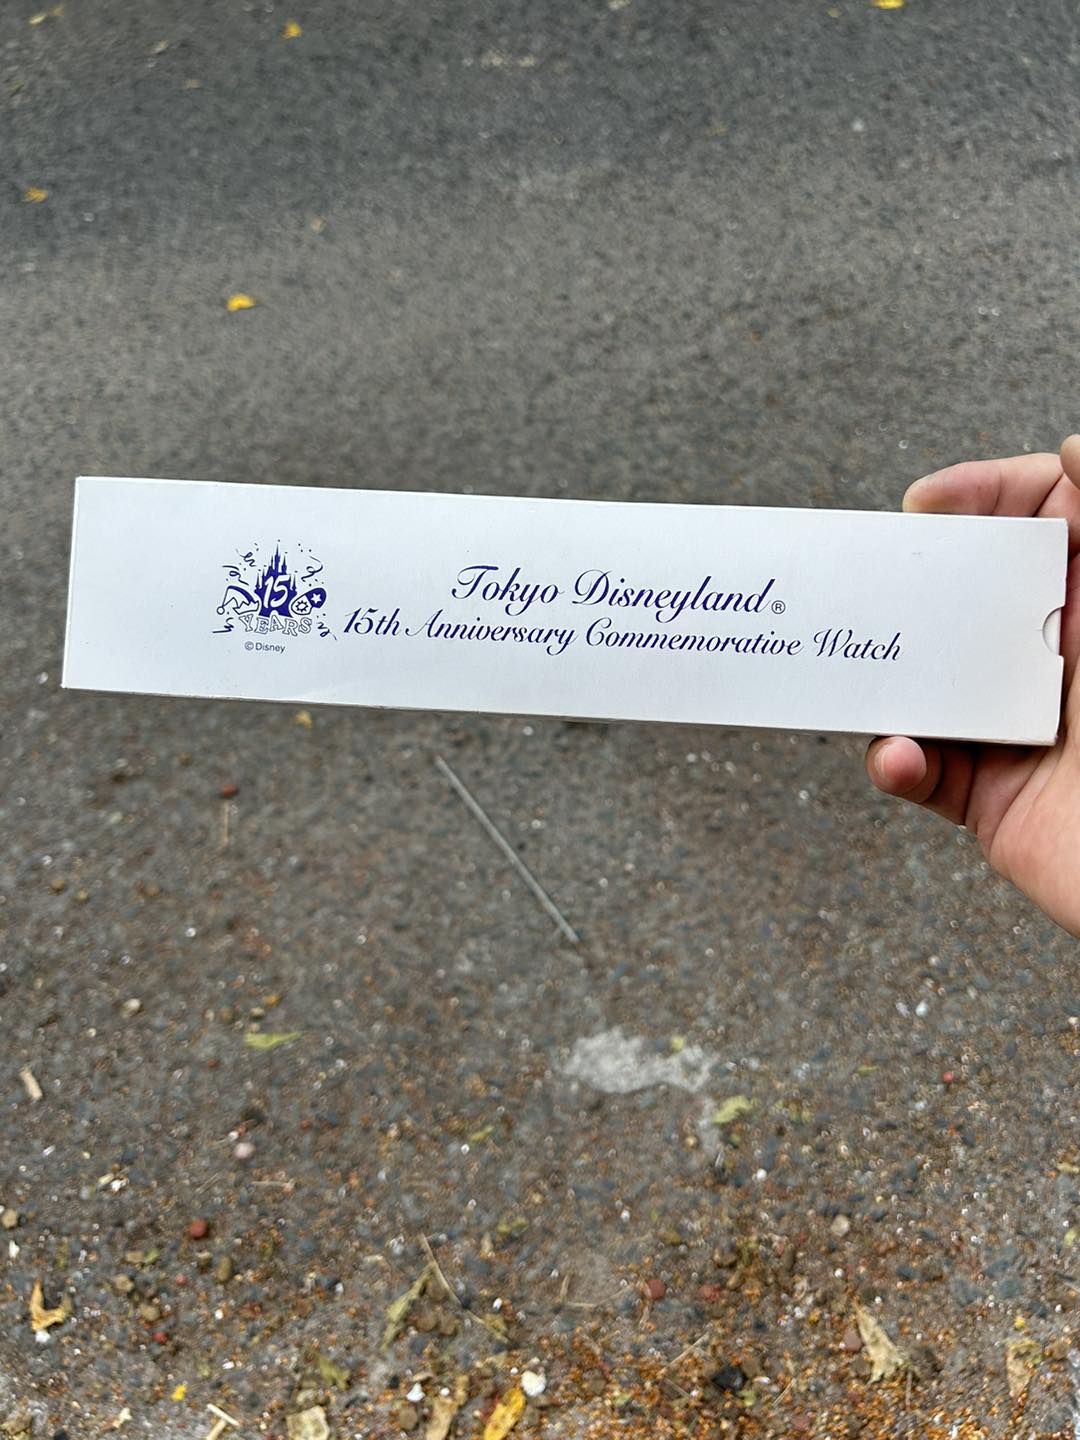 15
YEARS
© Disney
Tokyo Disneyland®
15th Anniversary Commemorative Watch